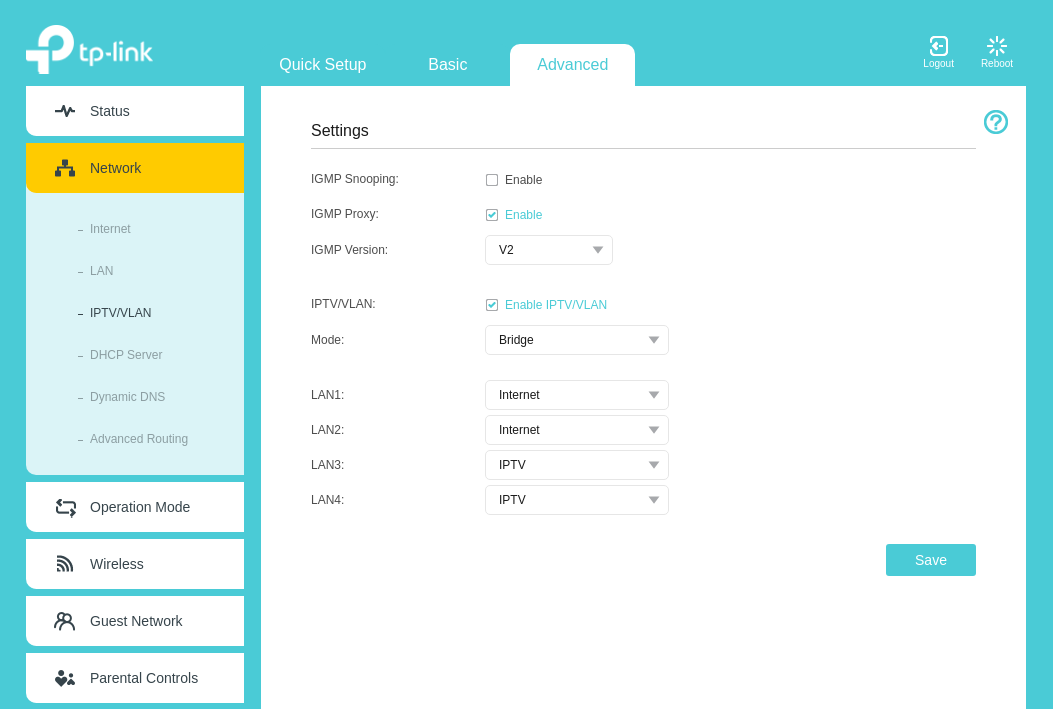 tp-link
Quick Setup
Basic
Advanced
Logout
Reboot
Status
Network
– Internet
– LAN
– IPTV/VLAN
– DHCP Server
– Dynamic DNS
– Advanced Routing
Operation Mode
Wireless
Guest Network
Parental Controls
Settings
?
IGMP Snooping: Enable
IGMP Proxy: Enable
IGMP Version: V2
IPTV/VLAN: Enable IPTV/VLAN
Mode: Bridge
LAN1: Internet
LAN2: Internet
LAN3: IPTV
LAN4: IPTV
Save